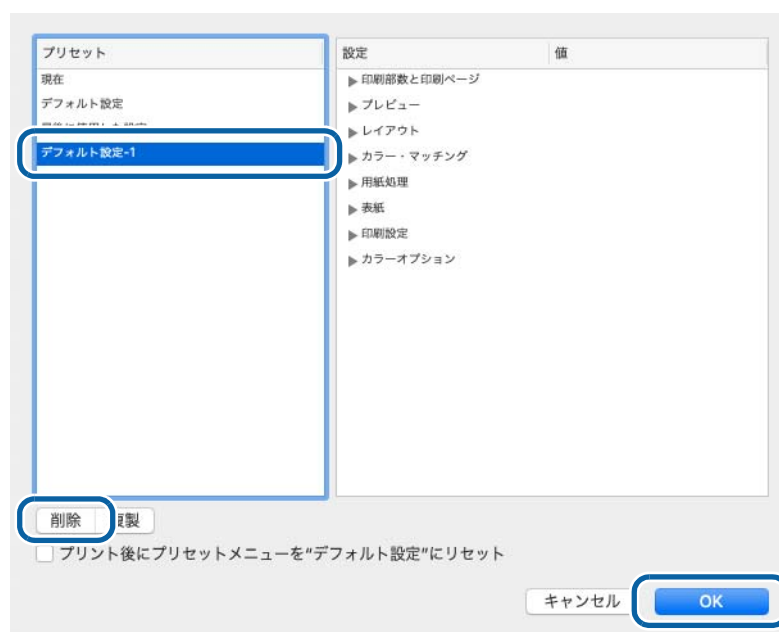 プリセット
現在
デフォルト設定
デフォルト設定-1
設定
値
▶ 印刷部数と印刷ページ
▶ プレビュー
▶ レイアウト
▶ カラー・マッチング
▶ 用紙処理
▶ 表紙
▶ 印刷設定
▶ カラーオプション
削除
複製
プリント後にプリセットメニューを“デフォルト設定”にリセット
キャンセル
OK